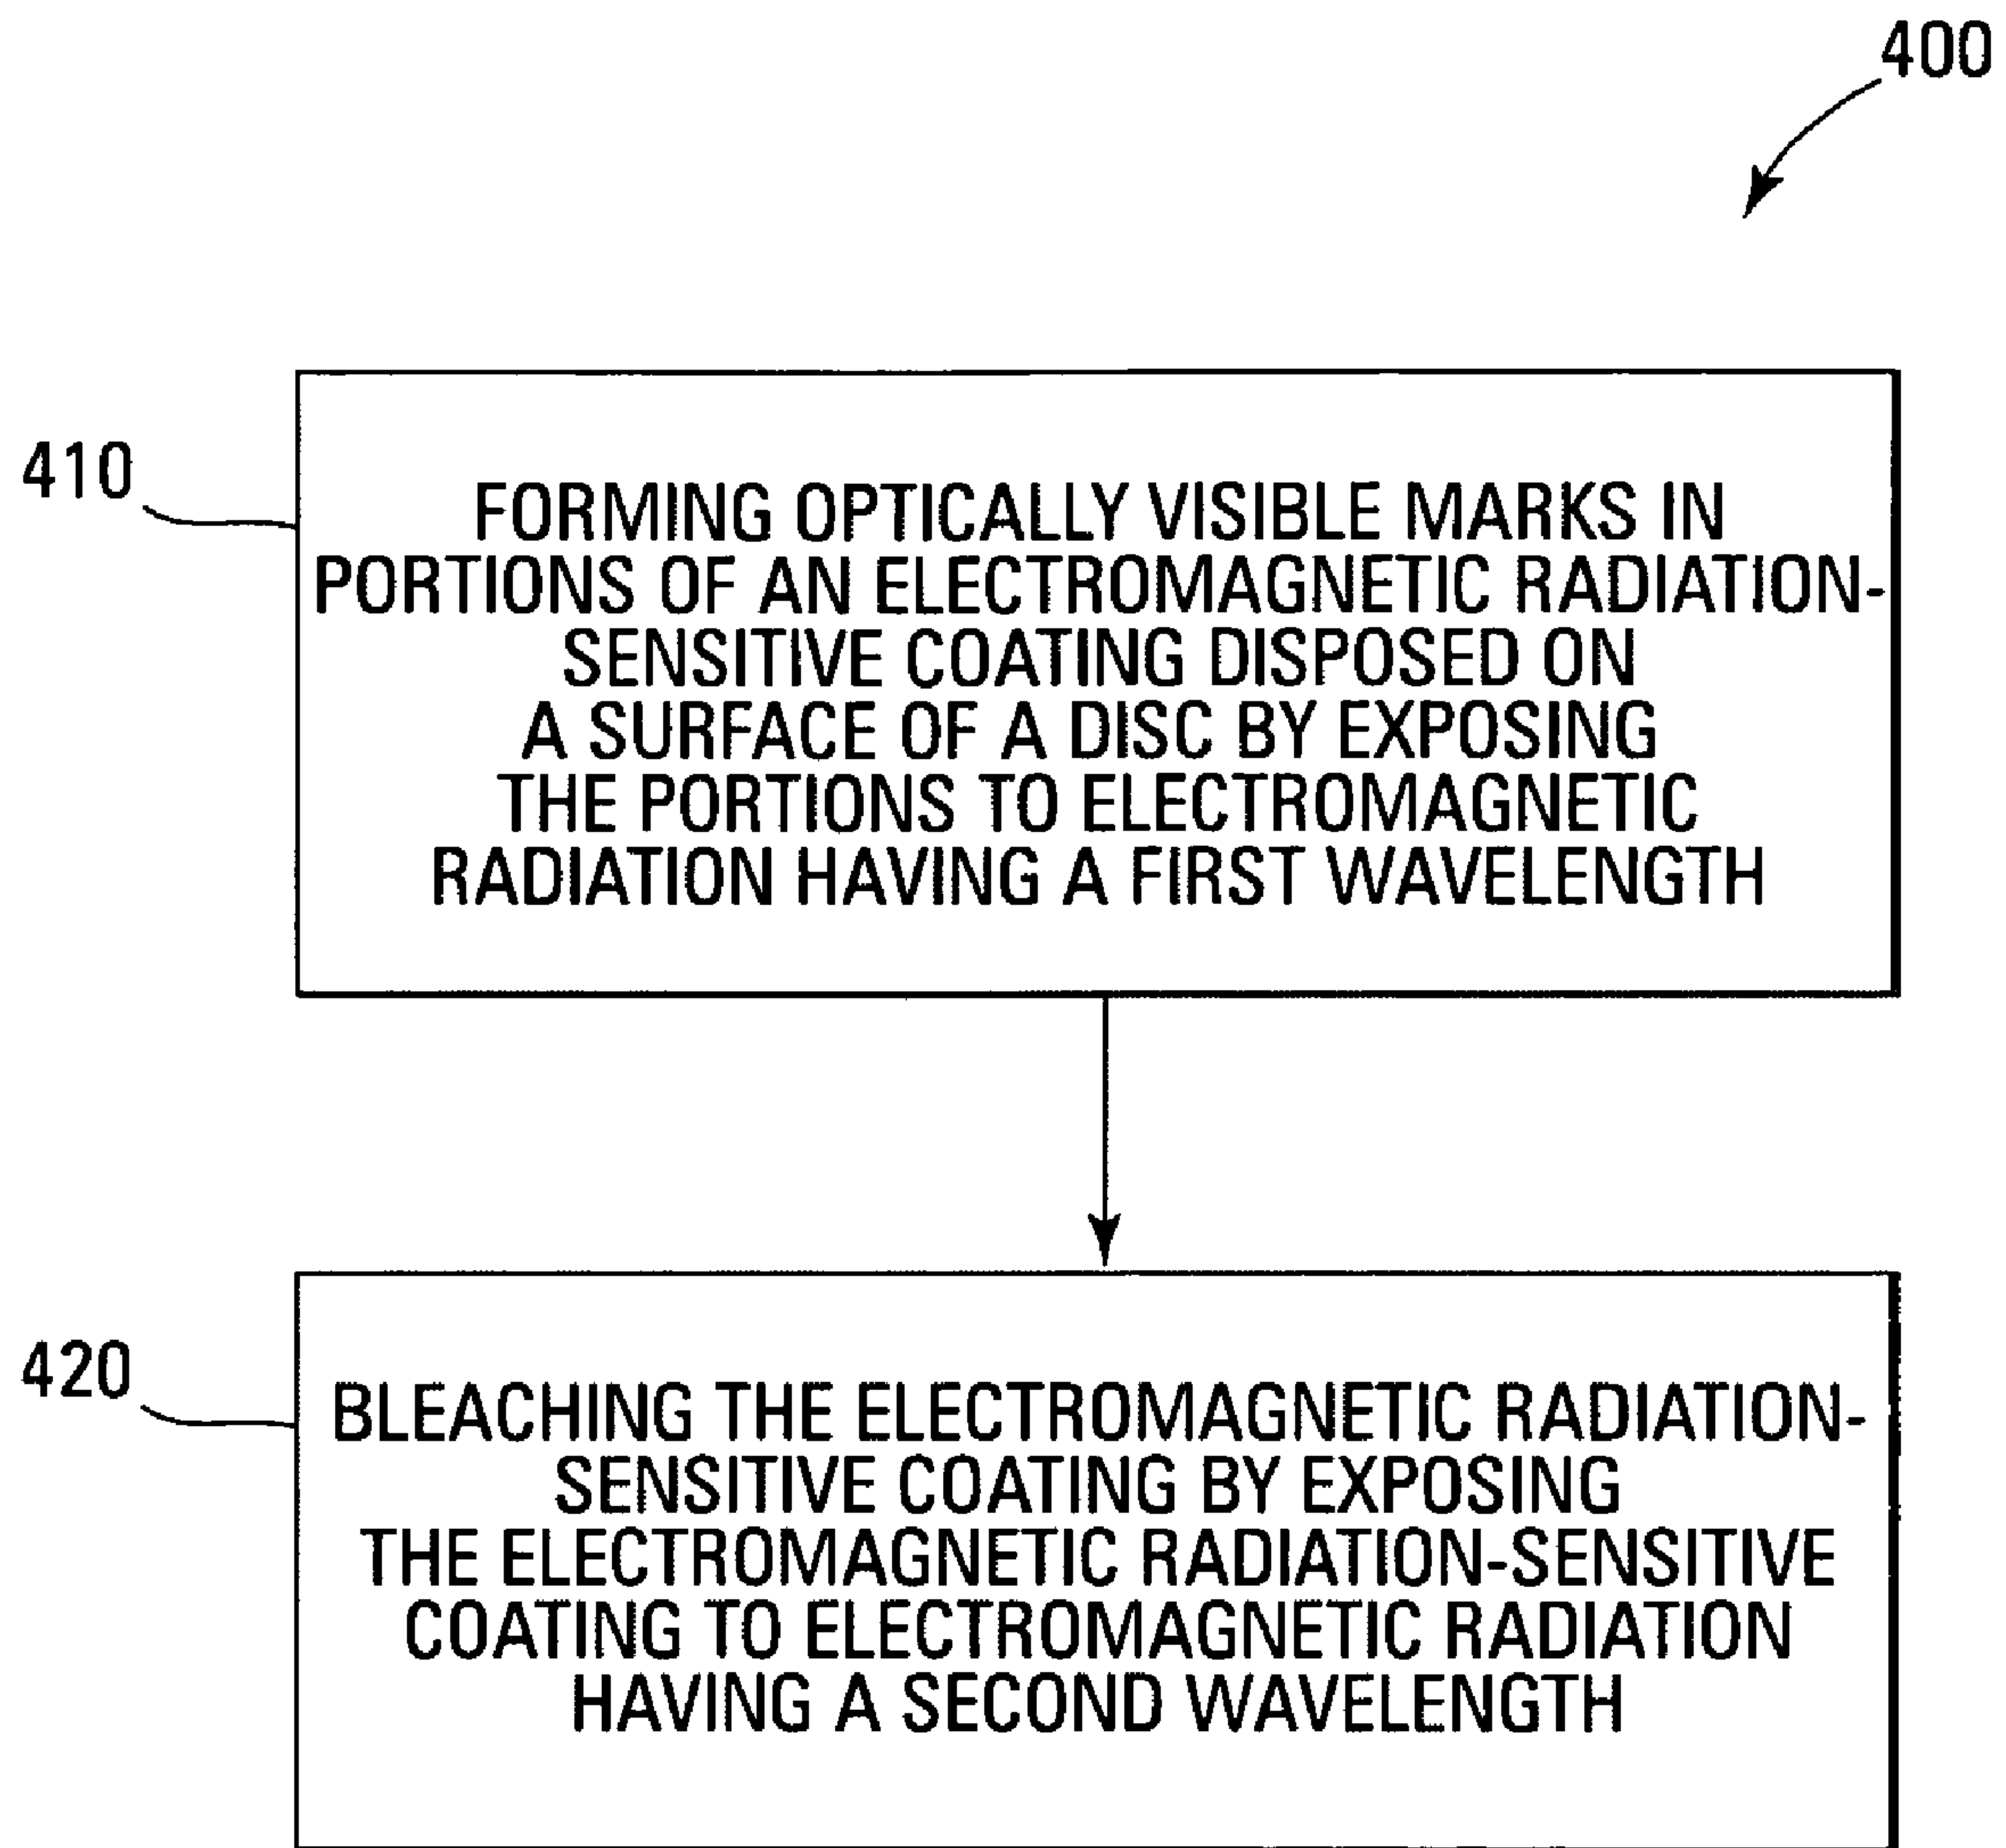 400
410
FORMING OPTICALLY VISIBLE MARKS IN
PORTIONS OF AN ELECTROMAGNETIC RADIATION-
SENSITIVE COATING DISPOSED ON
A SURFACE OF A DISC BY EXPOSING
THE PORTIONS TO ELECTROMAGNETIC
RADIATION HAVING A FIRST WAVELENGTH
420
BLEACHING THE ELECTROMAGNETIC RADIATION-
SENSITIVE COATING BY EXPOSING
THE ELECTROMAGNETIC RADIATION-SENSITIVE
COATING TO ELECTROMAGNETIC RADIATION
HAVING A SECOND WAVELENGTH